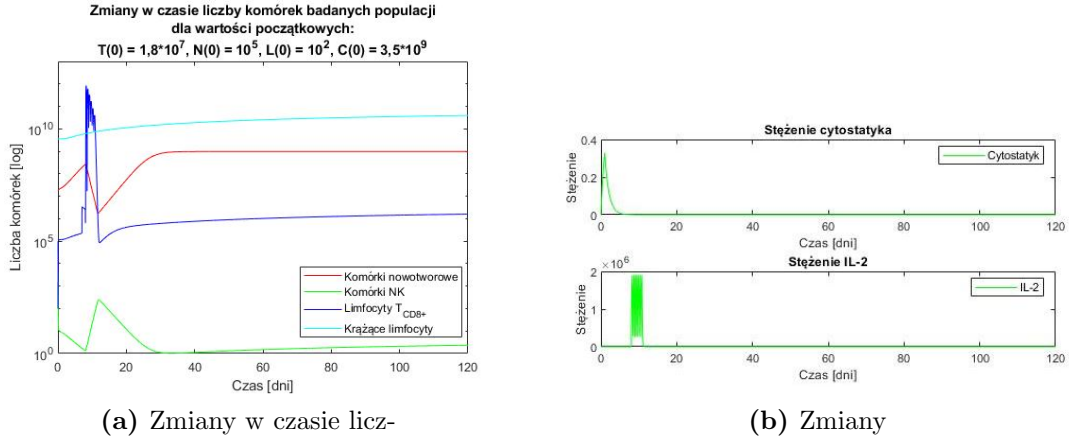 Zmiany w czasie liczby komórek badanych populacji
dla wartości początkowych:
T(0) = 1,8*10^7, N(0) = 10^5, L(0) = 10^2, C(0) = 3,5*10^9
Liczba komórek [log]
10^10
10^5
10^0
0 20 40 60 80 100 120
Czas [dni]
Komórki nowotworowe
Komórki NK
Limfocyty T_CD8+
Krążące limfocyty
(a) Zmiany w czasie licz-
Stężenie cytostatyka
Stężenie
0.4
0.2
0
0 20 40 60 80 100 120
Czas [dni]
Cytostatyk
Stężenie IL-2
× 10^6
Stężenie
2
1
0
0 20 40 60 80 100 120
Czas [dni]
IL-2
(b) Zmiany